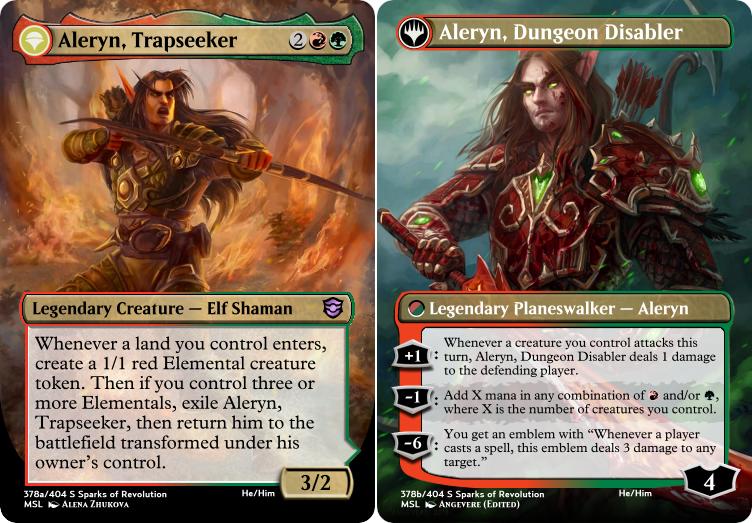 Aleryn, Trapseeker 2
Legendary Creature — Elf Shaman
Whenever a land you control enters,
create a 1/1 red Elemental creature
token. Then if you control three or
more Elementals, exile Aleryn,
Trapseeker, then return him to the
battlefield transformed under his
owner's control.
3/2
378a/404 S Sparks of Revolution He/Him
MSL Alena Zhukova
Aleryn, Dungeon Disabler
Legendary Planeswalker — Aleryn
+1: Whenever a creature you control attacks this
turn, Aleryn, Dungeon Disabler deals 1 damage
to the defending player.
-1: Add X mana in any combination of and/or ,
where X is the number of creatures you control.
-6: You get an emblem with “Whenever a player
casts a spell, this emblem deals 3 damage to any
target.”
4
378b/404 S Sparks of Revolution He/Him
MSL Angevere (Edited)